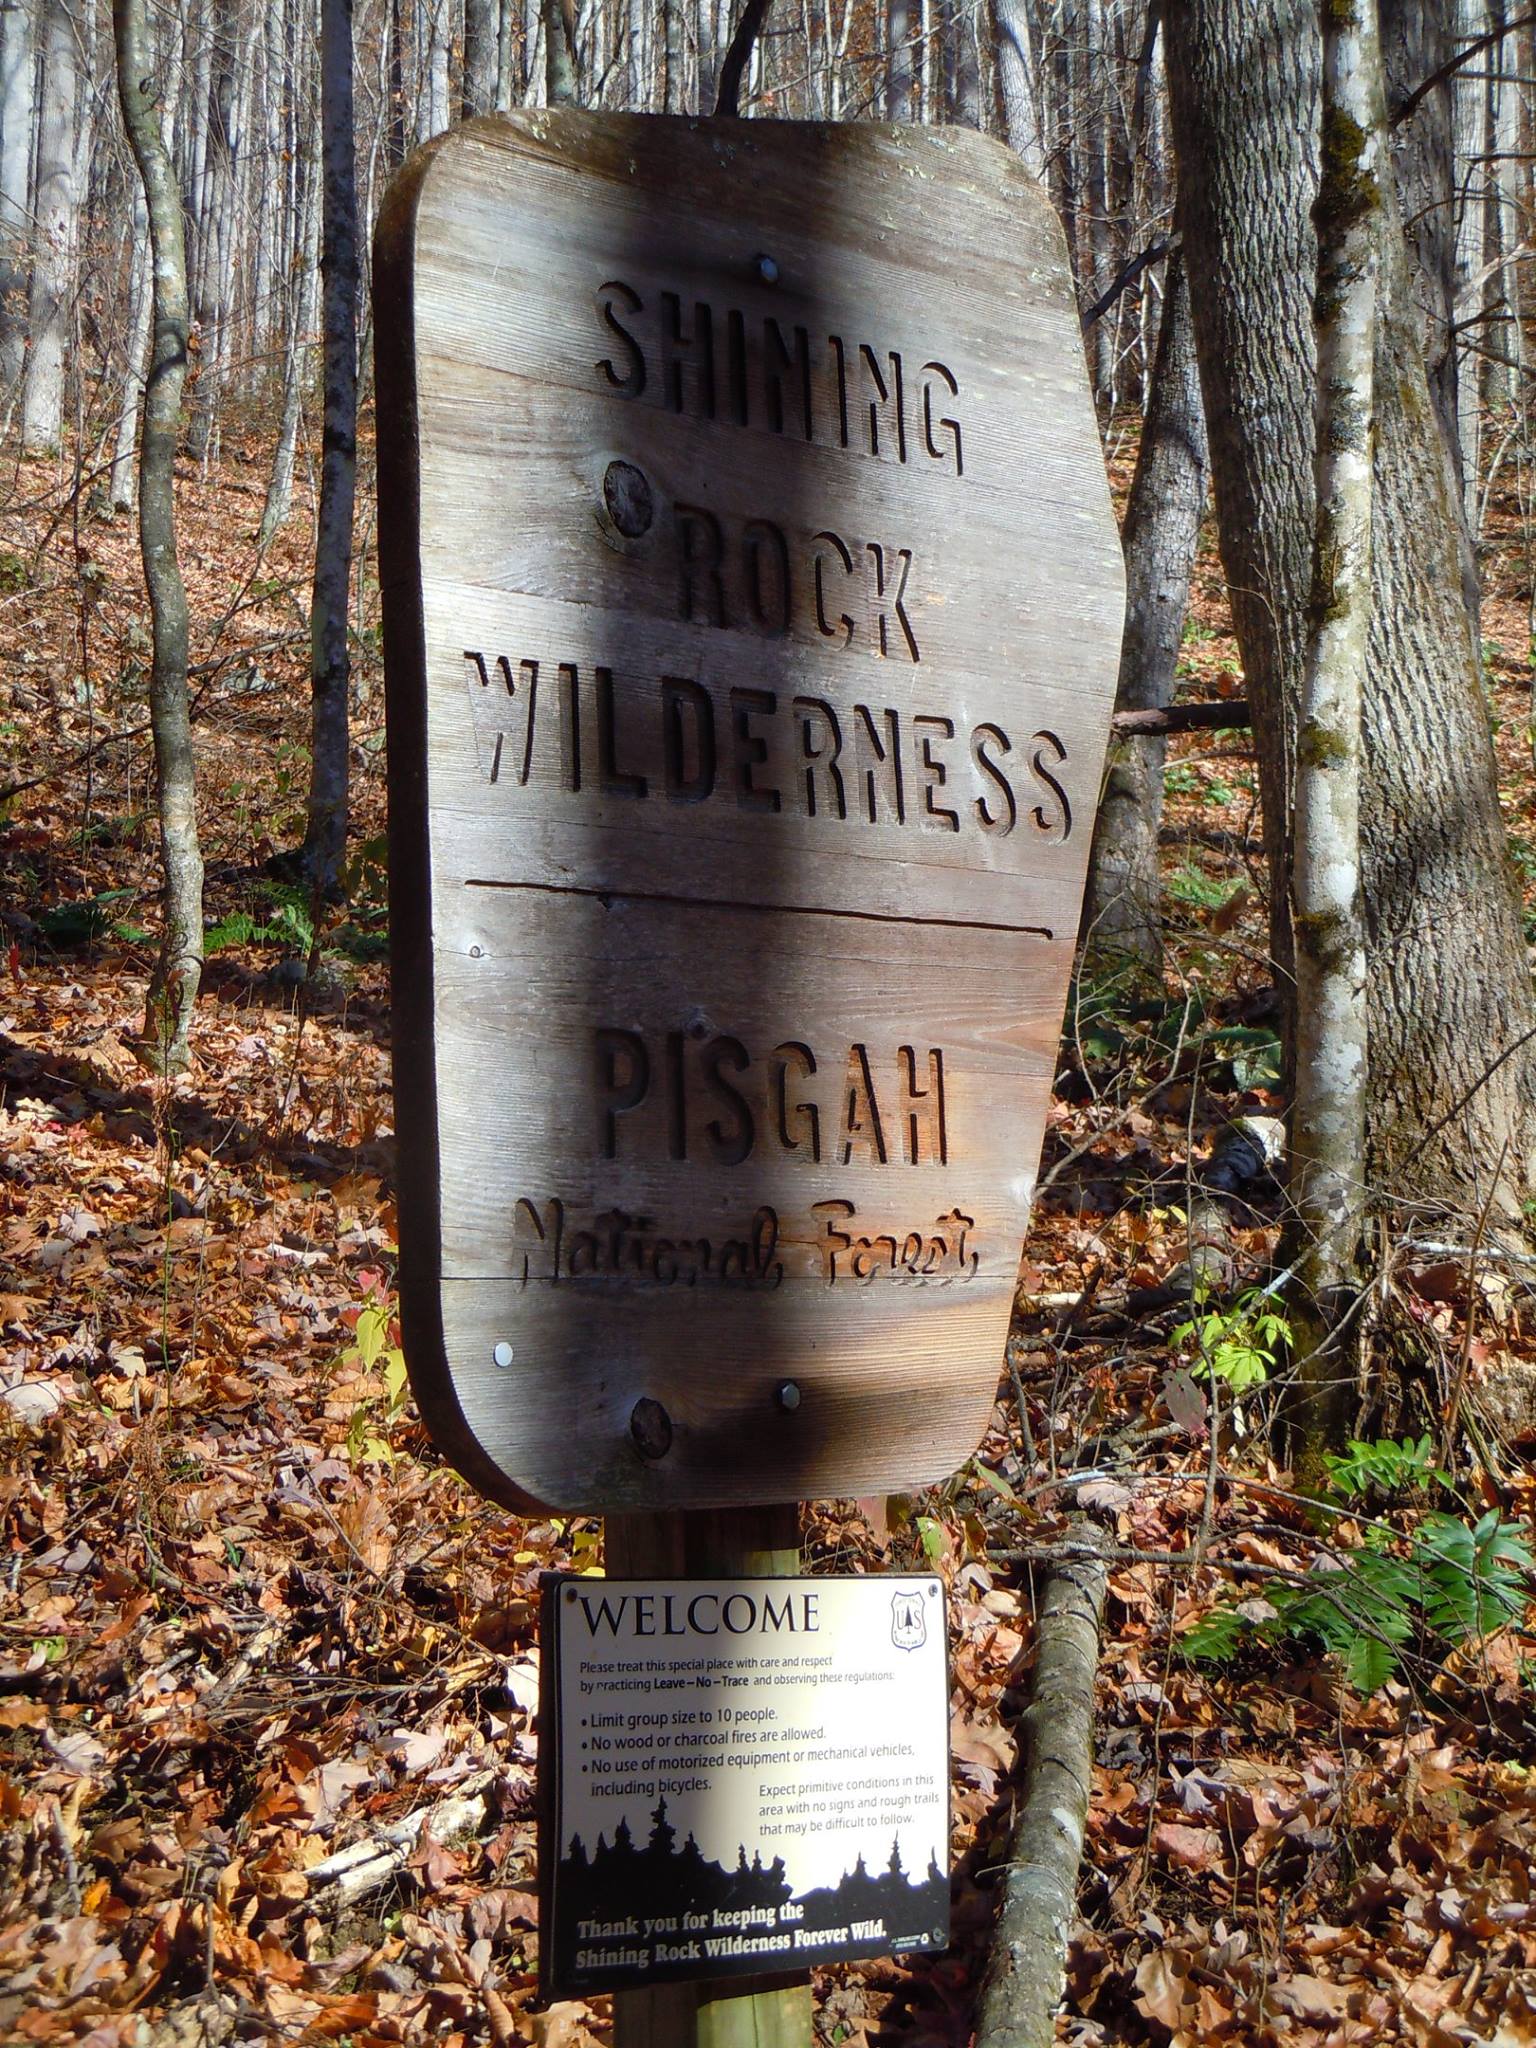 SHINING
ROCK
WILDERNESS
PISGAH
National Forest
WELCOME
US
Please treat this special place with care and respect
by practicing Leave–No–Trace and observing these regulations:
• Limit group size to 10 people.
• No wood or charcoal fires are allowed.
• No use of motorized equipment or mechanical vehicles,
including bicycles.
Expect primitive conditions in this
area with no signs and rough trails
that may be difficult to follow.
Thank you for keeping the
Shining Rock Wilderness Forever Wild.